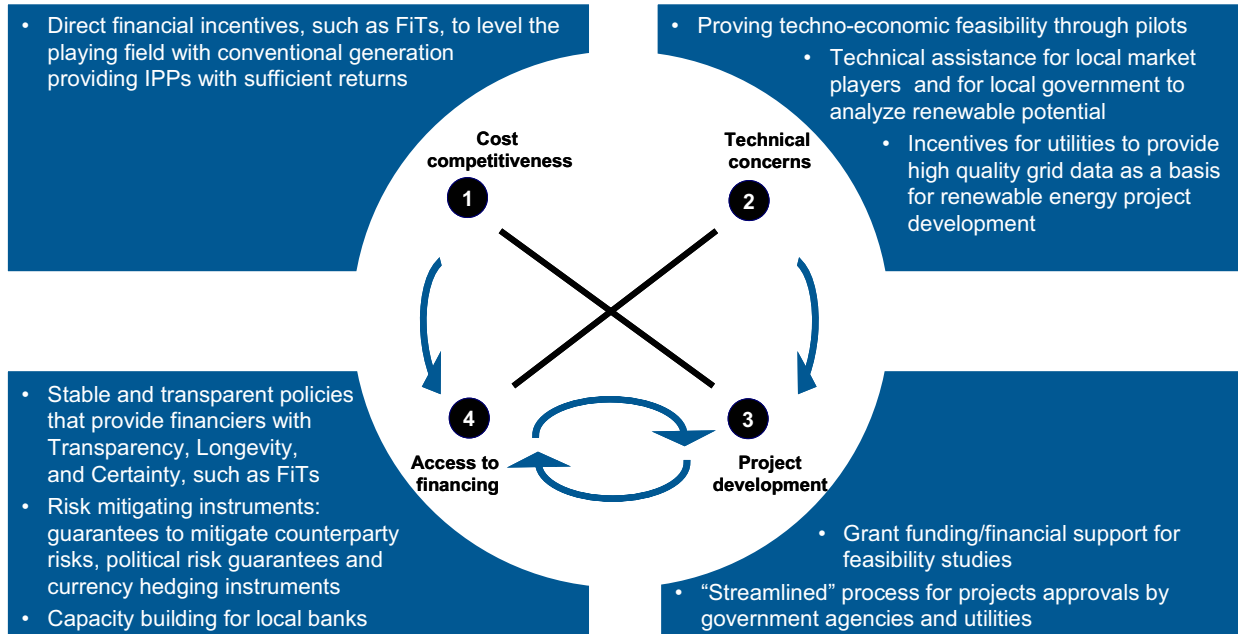 • Direct financial incentives, such as FiTs, to level the
playing field with conventional generation
providing IPPs with sufficient returns
• Proving techno-economic feasibility through pilots
• Technical assistance for local market
players and for local government to
analyze renewable potential
• Incentives for utilities to provide
high quality grid data as a basis
for renewable energy project
development
Cost
competitiveness
1
Technical
concerns
2
4
Access to
financing
3
Project
development
• Stable and transparent policies
that provide financiers with
Transparency, Longevity,
and Certainty, such as FiTs
• Risk mitigating instruments:
guarantees to mitigate counterparty
risks, political risk guarantees and
currency hedging instruments
• Capacity building for local banks
• Grant funding/financial support for
feasibility studies
• “Streamlined” process for projects approvals by
government agencies and utilities